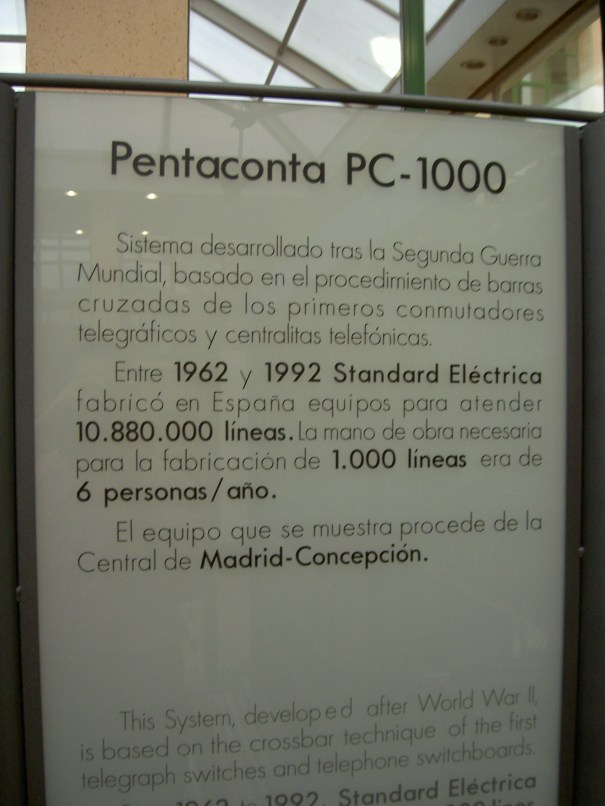 Pentaconta PC-1000
Sistema desarrollado tras la Segunda Guerra
Mundial, basado en el procedimiento de barras
cruzadas de los primeros conmutadores
telegráficos y centralitas telefónicas.
Entre 1962 y 1992 Standard Eléctrica
fabricó en España equipos para atender
10.880.000 líneas. La mano de obra necesaria
para la fabricación de 1.000 líneas era de
6 personas/año.
El equipo que se muestra procede de la
Central de Madrid-Concepción.
This System, developed after World War II,
is based on the crossbar technique of the first
telegraph switches and telephone switchboards.
1962 to 1992, Standard Eléctrica